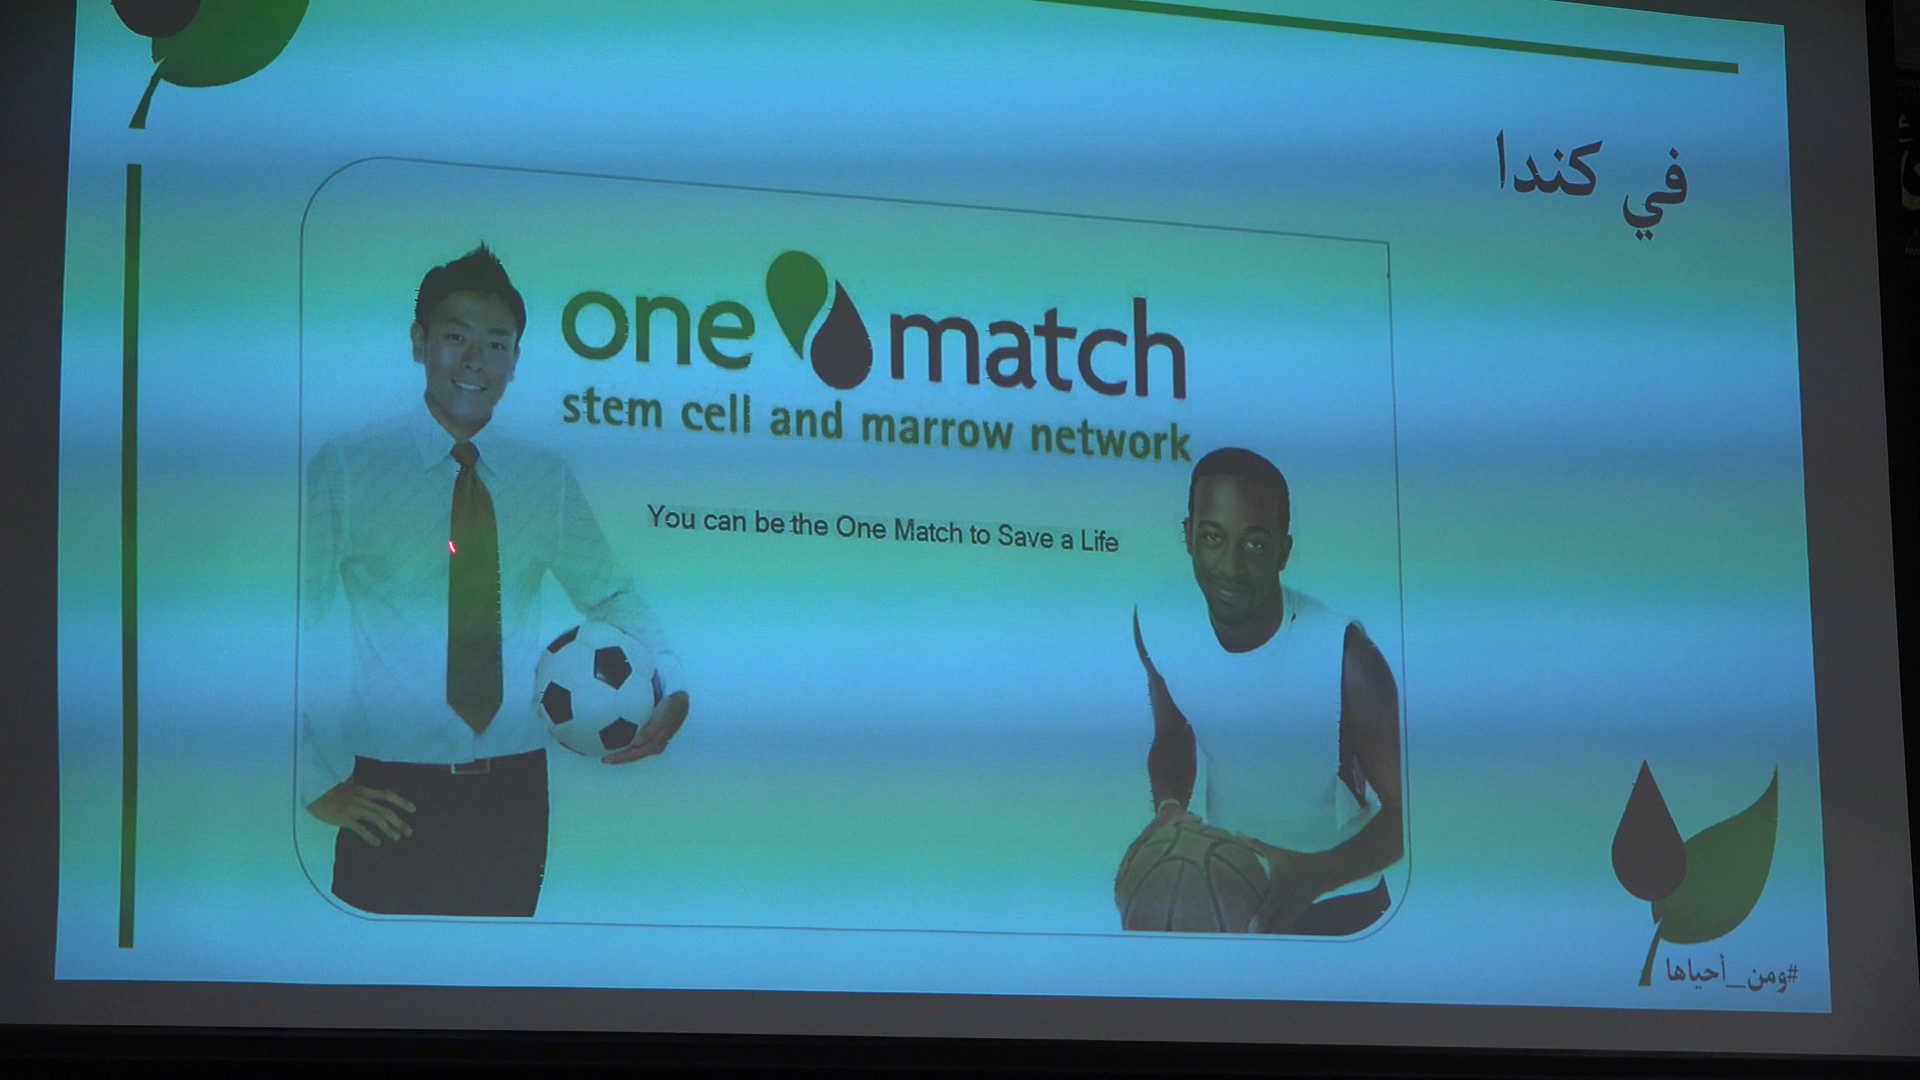 في كندا
one match
stem cell and marrow network
You can be the One Match to Save a Life
#ومن_أحياها